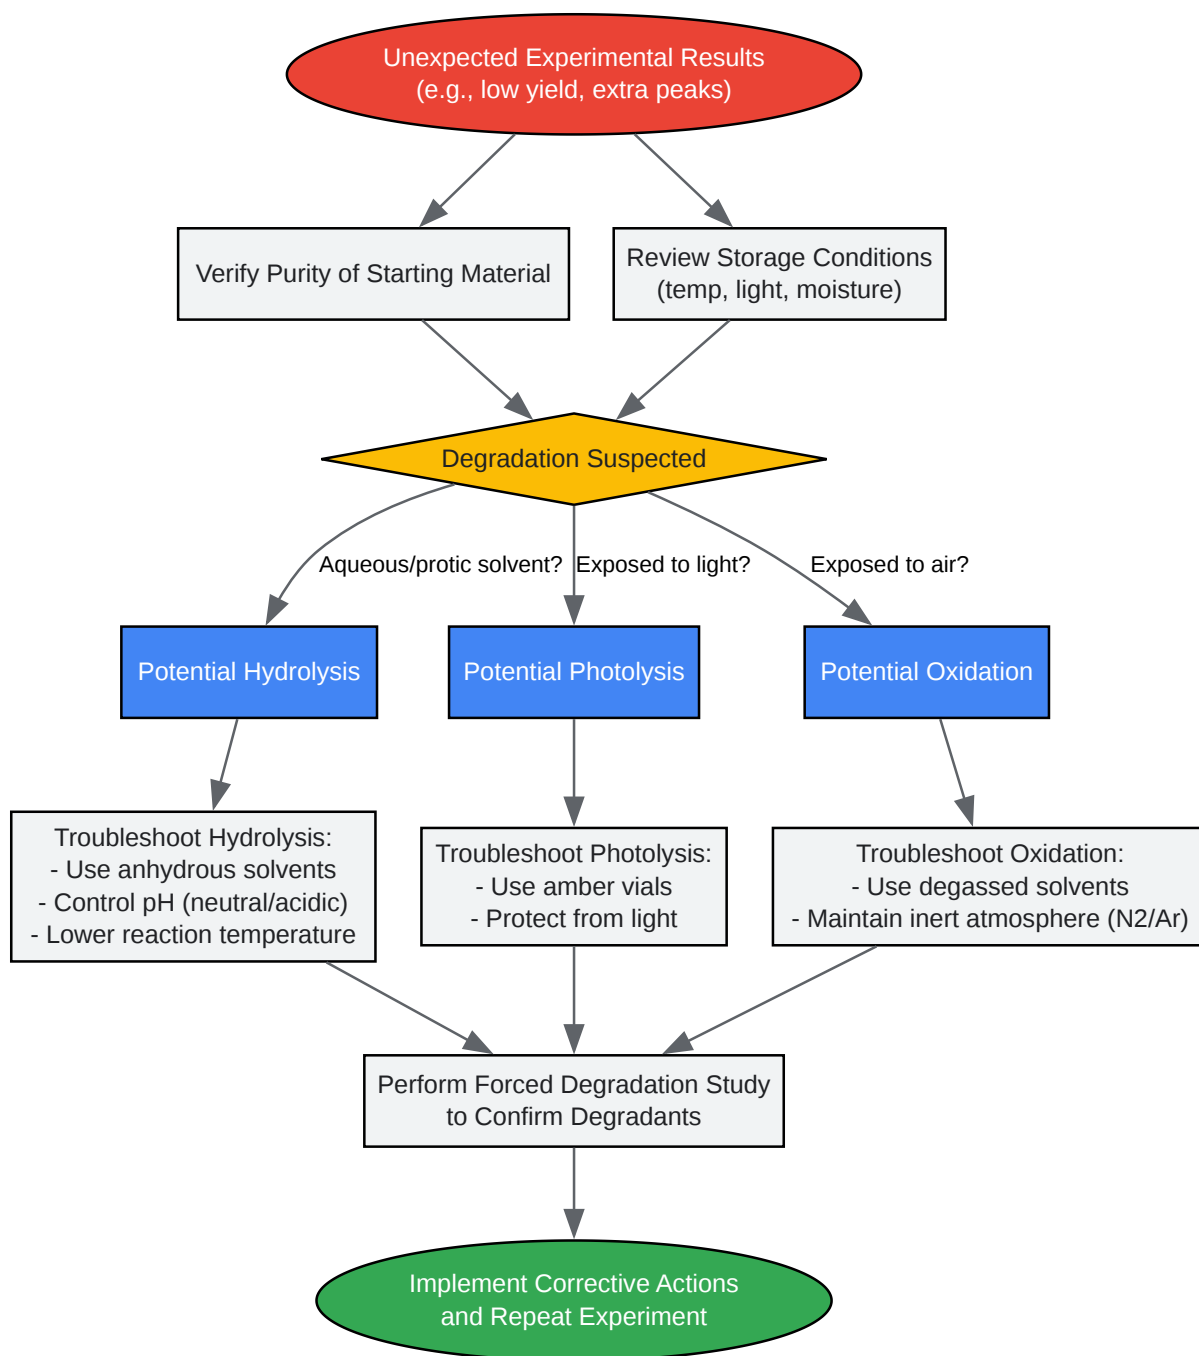 Unexpected Experimental Results
(e.g., low yield, extra peaks)
Verify Purity of Starting Material
Review Storage Conditions
(temp, light, moisture)
Degradation Suspected
Aqueous/protic solvent?
Exposed to light?
Exposed to air?
Potential Hydrolysis
Potential Photolysis
Potential Oxidation
Troubleshoot Hydrolysis:
- Use anhydrous solvents
- Control pH (neutral/acidic)
- Lower reaction temperature
Troubleshoot Photolysis:
- Use amber vials
- Protect from light
Troubleshoot Oxidation:
- Use degassed solvents
- Maintain inert atmosphere (N2/Ar)
Perform Forced Degradation Study
to Confirm Degradants
Implement Corrective Actions
and Repeat Experiment